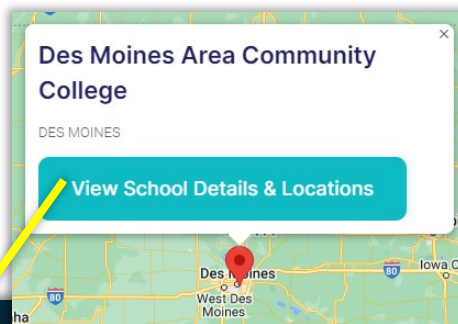 Des Moines Area Community
College
DES MOINES
View School Details & Locations
Des Moines
80
Iowa C
West Des
Moines
80
ha